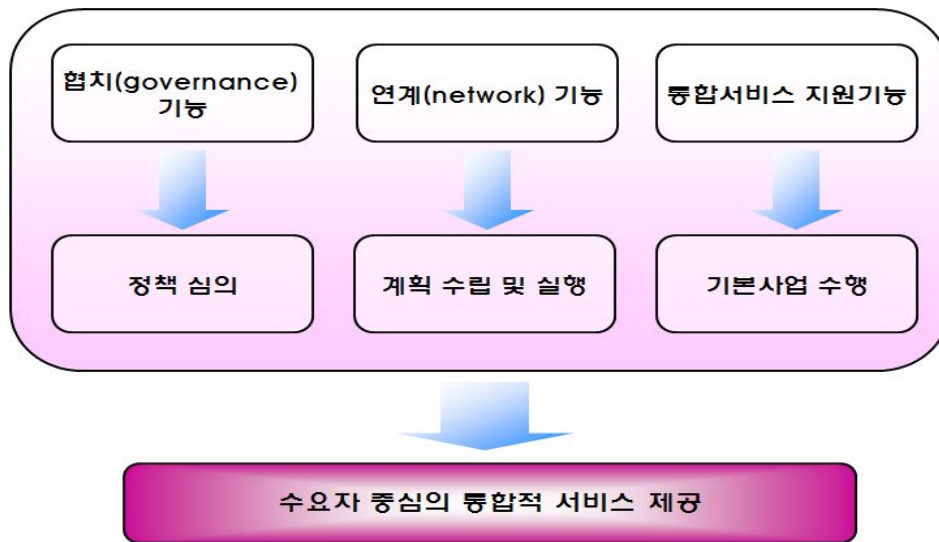 협치(governance)
기능
연계(network) 기능
통합서비스 지원기능
정책 심의
계획 수립 및 실행
기본사업 수행
수요자 중심의 통합적 서비스 제공